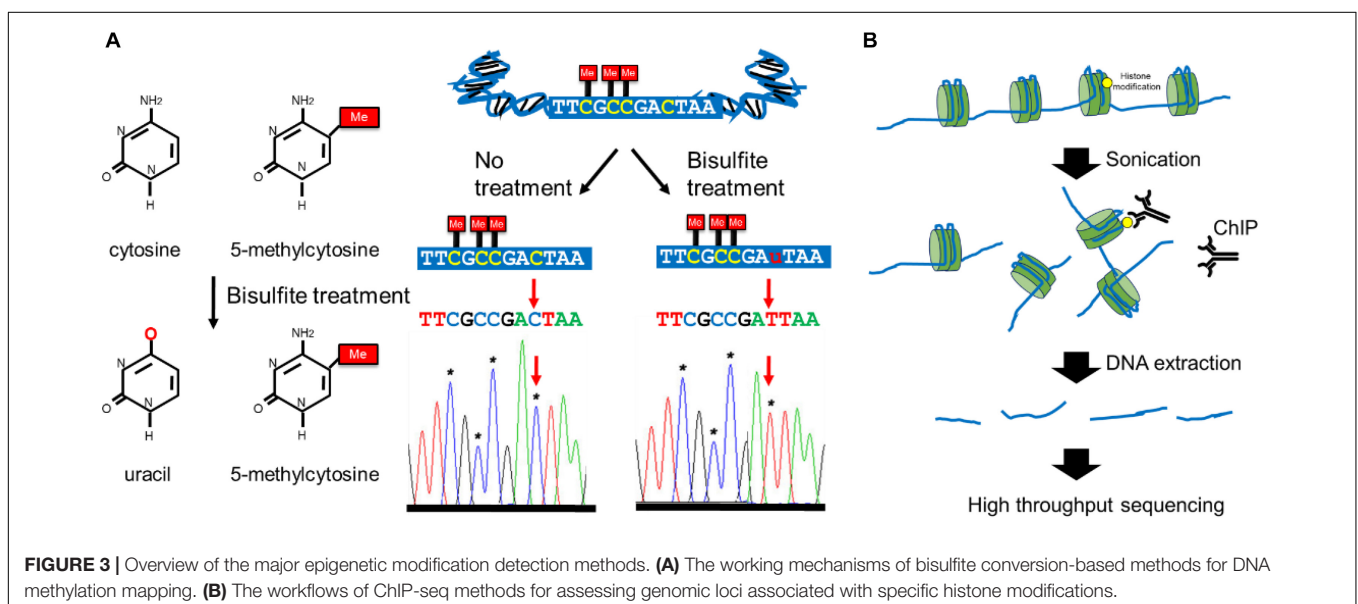 A
NH2
N
O
N
H
cytosine
NH2
Me
N
O
N
H
5-methylcytosine
Bisulfite treatment
O
N
O
N
H
uracil
NH2
Me
N
O
N
H
5-methylcytosine
Me Me Me
TTCGCCGACTAA
No
treatment
Bisulfite
treatment
Me Me Me
TTCGCCGACTAA
Me Me Me
TTCGCCGAuTAA
TTCGCCGACTAA
TTCGCCGATTAA
* * * *
* * * *
B
Histone
modification
Sonication
ChIP
DNA extraction
High throughput sequencing
FIGURE 3 | Overview of the major epigenetic modification detection methods. (A) The working mechanisms of bisulfite conversion-based methods for DNA
methylation mapping. (B) The workflows of ChIP-seq methods for assessing genomic loci associated with specific histone modifications.